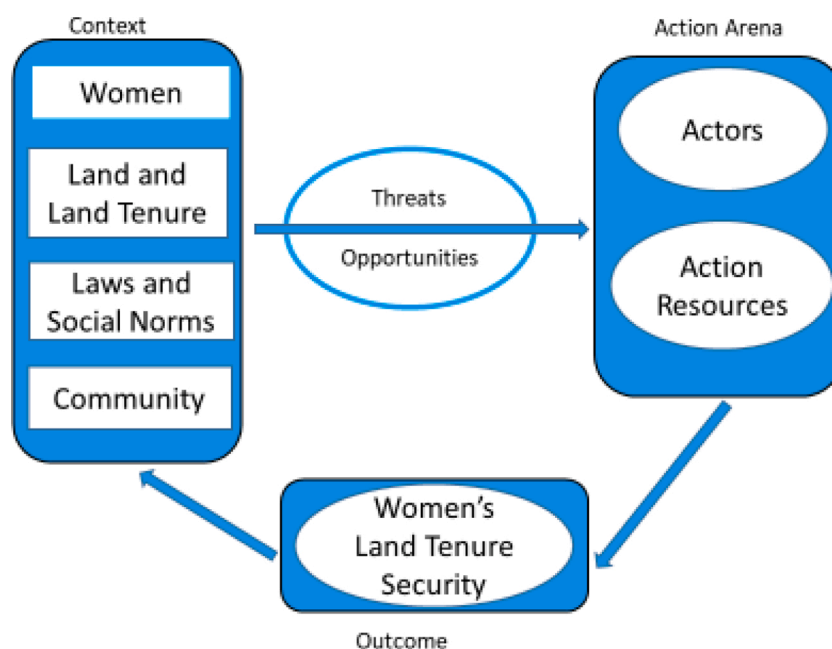 Context
Women
Land and
Land Tenure
Laws and
Social Norms
Community
Threats
Opportunities
Action Arena
Actors
Action
Resources
Women’s
Land Tenure
Security
Outcome